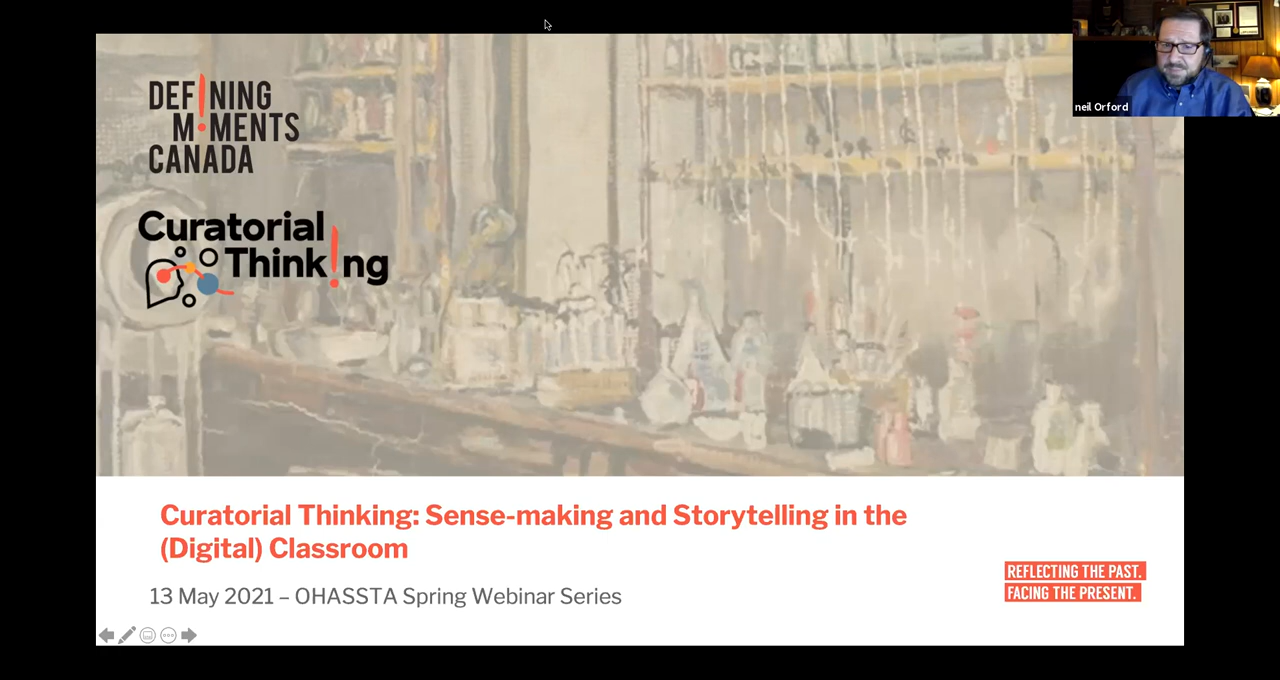 DEF!NING
M!MENTS
CANADA
Curatorial
Think!ng
neil Orford
Curatorial Thinking: Sense-making and Storytelling in the
(Digital) Classroom
13 May 2021 – OHASSTA Spring Webinar Series
REFLECTING THE PAST.
FACING THE PRESENT.